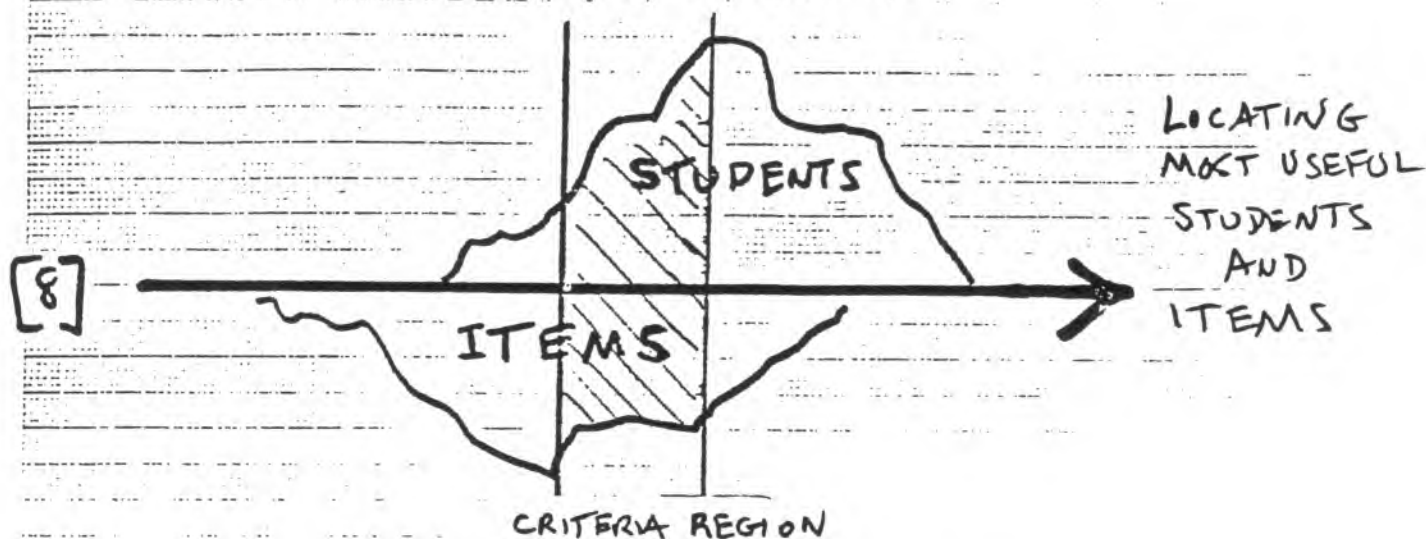 STUDENTS
[8]
ITEMS
CRITERIA REGION
LOCATING
MOST USEFUL
STUDENTS
AND
ITEMS